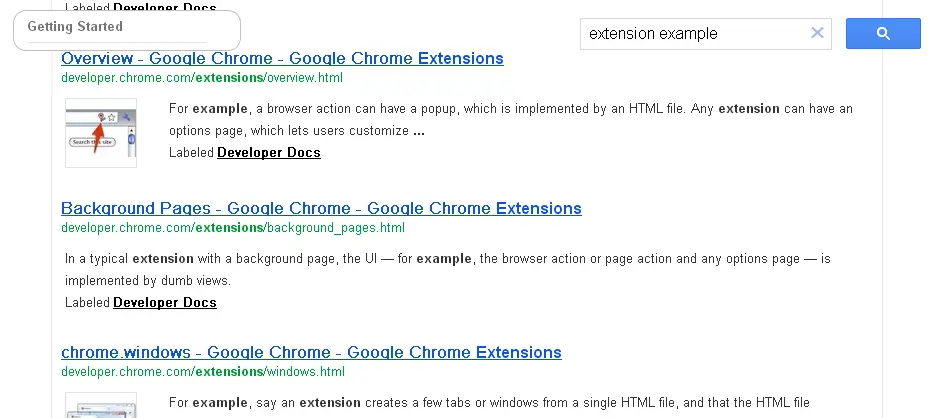 Labeled Developer Docs
Getting Started
extension example
Overview - Google Chrome - Google Chrome Extensions
developer.chrome.com/extensions/overview.html
For example, a browser action can have a popup, which is implemented by an HTML file. Any extension can have an
options page, which lets users customize ...
Search this site
Labeled Developer Docs
Background Pages - Google Chrome - Google Chrome Extensions
developer.chrome.com/extensions/background_pages.html
In a typical extension with a background page, the UI — for example, the browser action or page action and any options page — is
implemented by dumb views.
Labeled Developer Docs
chrome.windows - Google Chrome - Google Chrome Extensions
developer.chrome.com/extensions/windows.html
For example, say an extension creates a few tabs or windows from a single HTML file, and that the HTML file